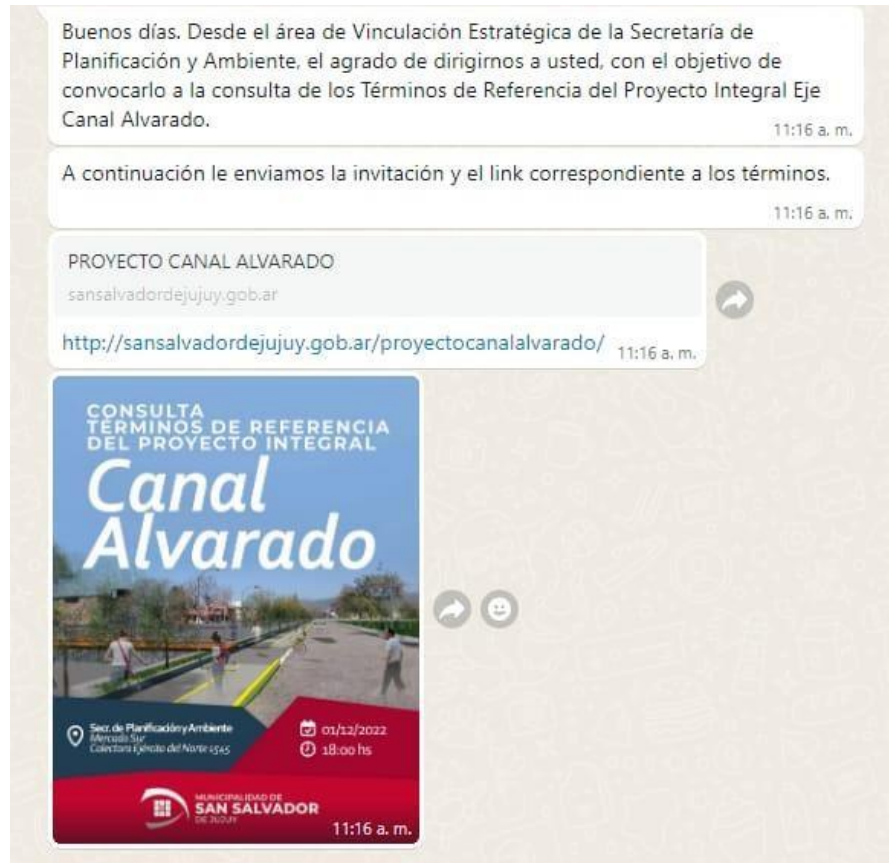 Buenos días. Desde el área de Vinculación Estratégica de la Secretaría de
Planificación y Ambiente, el agrado de dirigirnos a usted, con el objetivo de
convocarlo a la consulta de los Términos de Referencia del Proyecto Integral Eje
Canal Alvarado.
11:16 a. m.
A continuación le enviamos la invitación y el link correspondiente a los términos.
11:16 a. m.
PROYECTO CANAL ALVARADO
sansalvadordejujuy.gob.ar
http://sansalvadordejujuy.gob.ar/proyectocanalalvarado/ 11:16 a. m.
CONSULTA
TÉRMINOS DE REFERENCIA
DEL PROYECTO INTEGRAL
Canal
Alvarado
Secr. de Planificación y Ambiente
Mercado Sur
Colectora Ejército del Norte 1545
01/12/2022
18:00 hs
MUNICIPALIDAD DE
SAN SALVADOR
DE JUJUY
11:16 a. m.